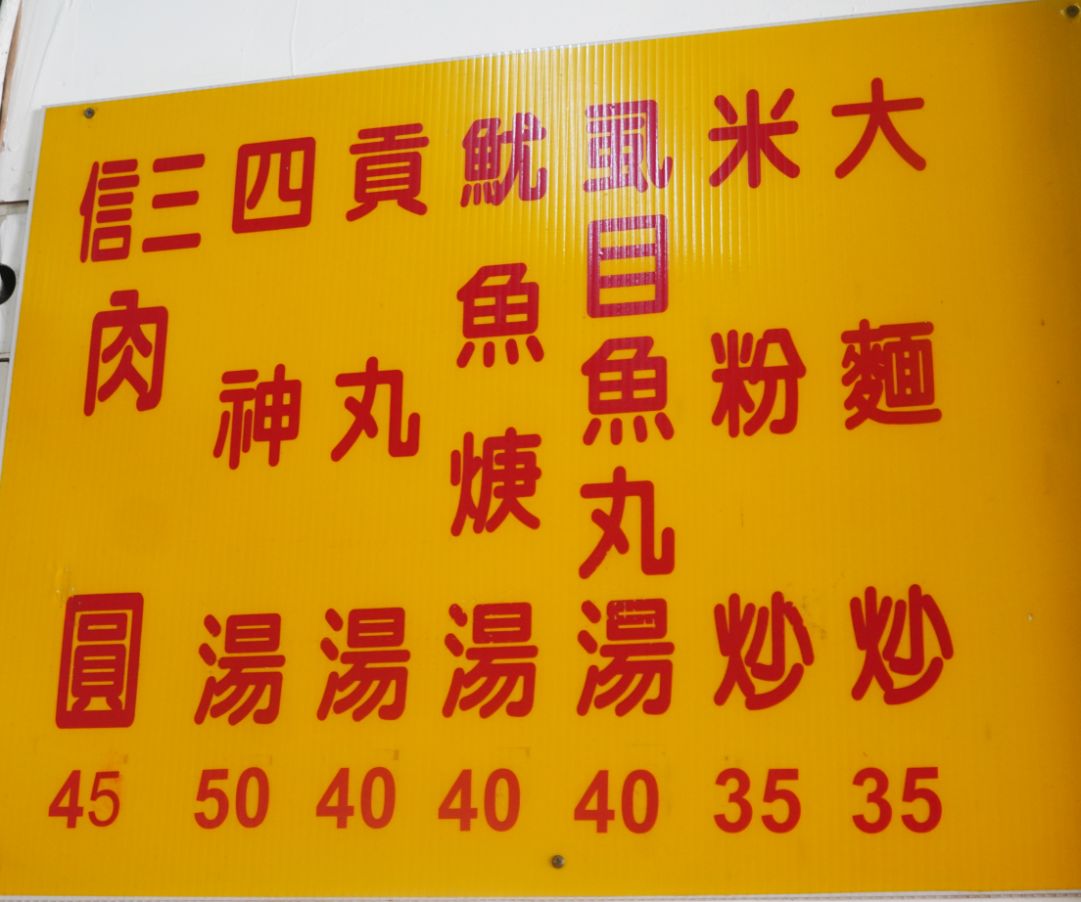 大麵炒 35
米粉炒 35
虱目魚丸湯 40
魷魚焿湯 40
貢丸湯 40
四神湯 50
三信肉圓 45